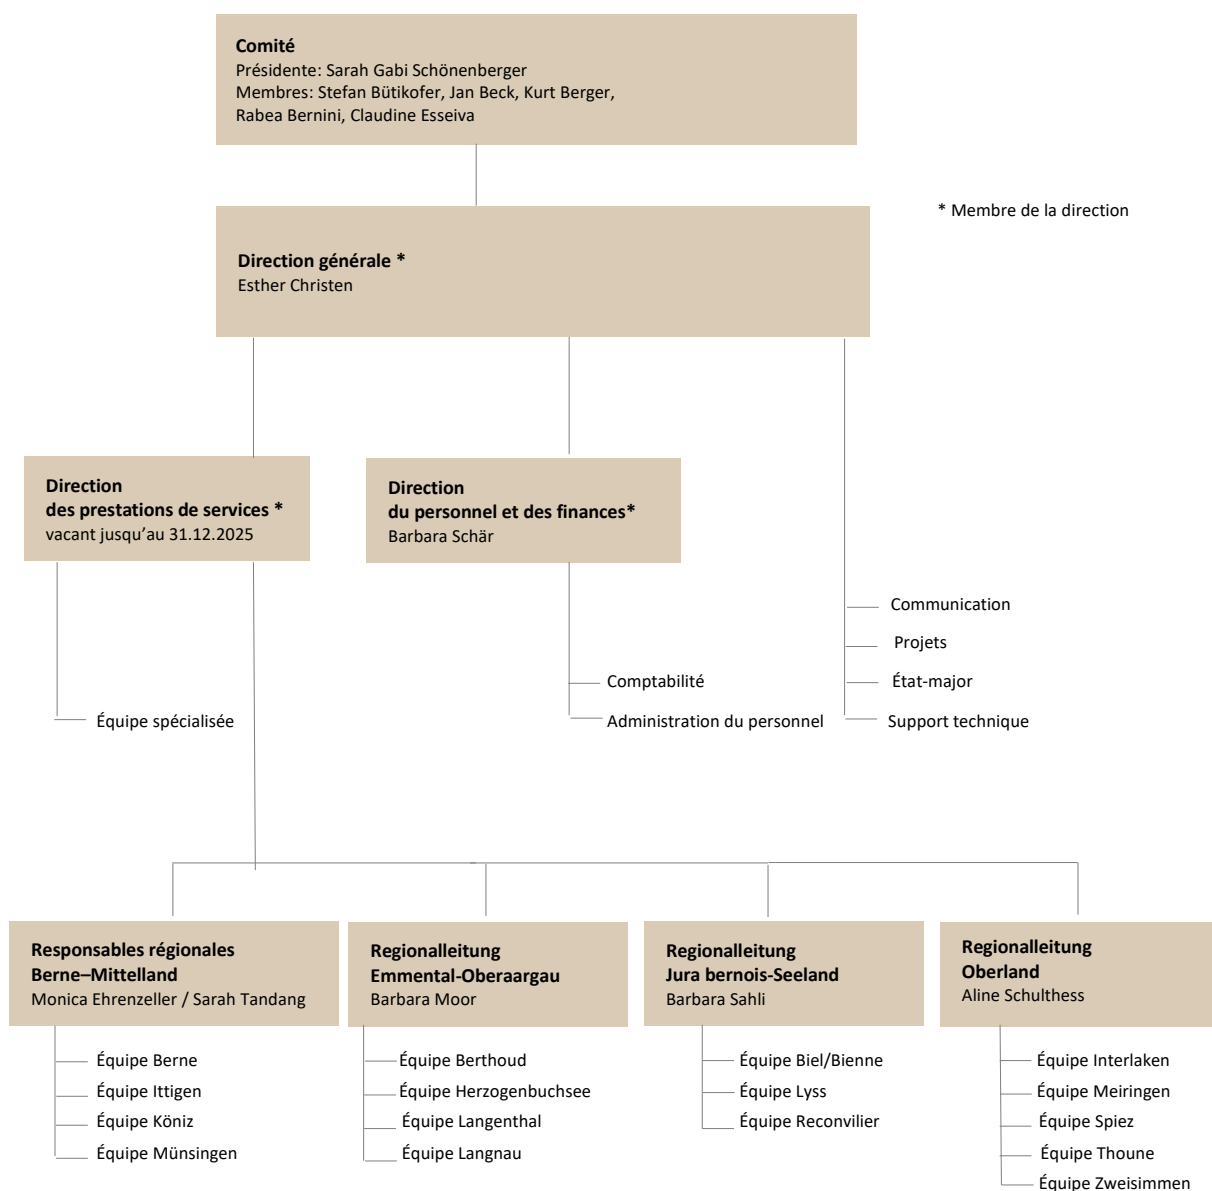 Comité
Présidente: Sarah Gabi Schönenberger
Membres: Stefan Bütikofer, Jan Beck, Kurt Berger,
Rabea Bernini, Claudine Esseiva
* Membre de la direction
Direction générale *
Esther Christen
Direction
des prestations de services *
vacant jusqu'au 31.12.2025
Direction
du personnel et des finances*
Barbara Schär
Communication
Projets
État-major
Support technique
Comptabilité
Administration du personnel
Équipe spécialisée
Responsables régionales
Berne–Mittelland
Monica Ehrenzeller / Sarah Tandang
Équipe Berne
Équipe Ittigen
Équipe Köniz
Équipe Münsingen
Regionalleitung
Emmental-Oberaargau
Barbara Moor
Équipe Berthoud
Équipe Herzogenbuchsee
Équipe Langenthal
Équipe Langnau
Regionalleitung
Jura bernois-Seeland
Barbara Sahli
Équipe Biel/Bienne
Équipe Lyss
Équipe Reconvilier
Regionalleitung
Oberland
Aline Schulthess
Équipe Interlaken
Équipe Meiringen
Équipe Spiez
Équipe Thoune
Équipe Zweisimmen